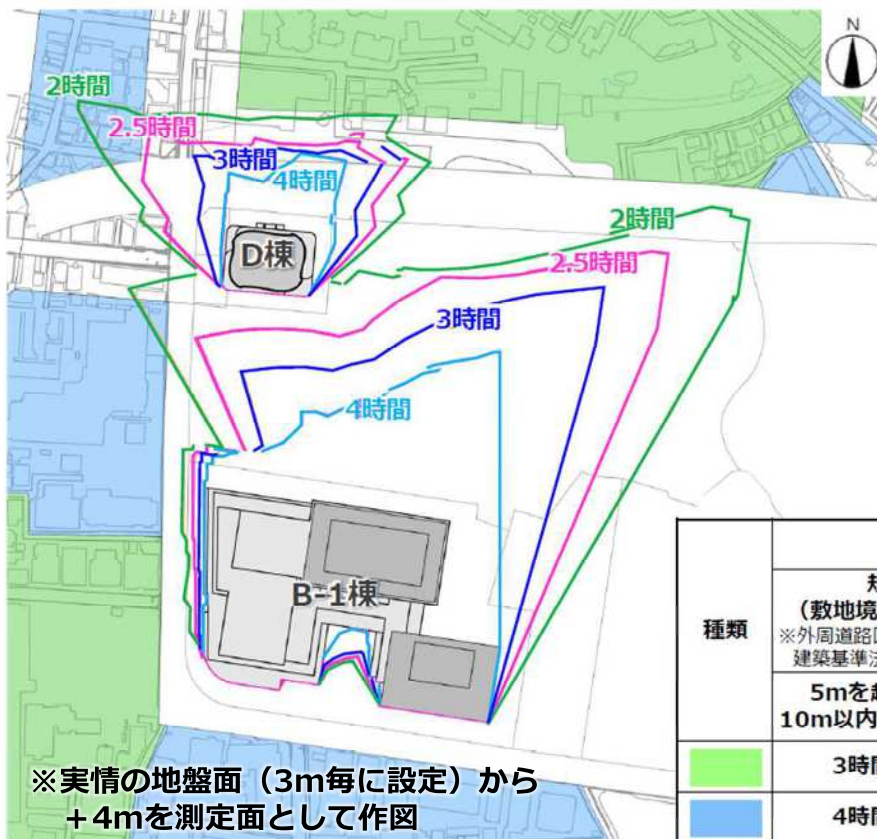 N
2時間
2.5時間
3時間
4時間
D棟
2時間
2.5時間
3時間
4時間
B-1棟
種類
（敷地境
※外周道路
建築基準
5mを
10m以内
3時
4時
※実情の地盤面（3m毎に設定）から
+4mを測定面として作図